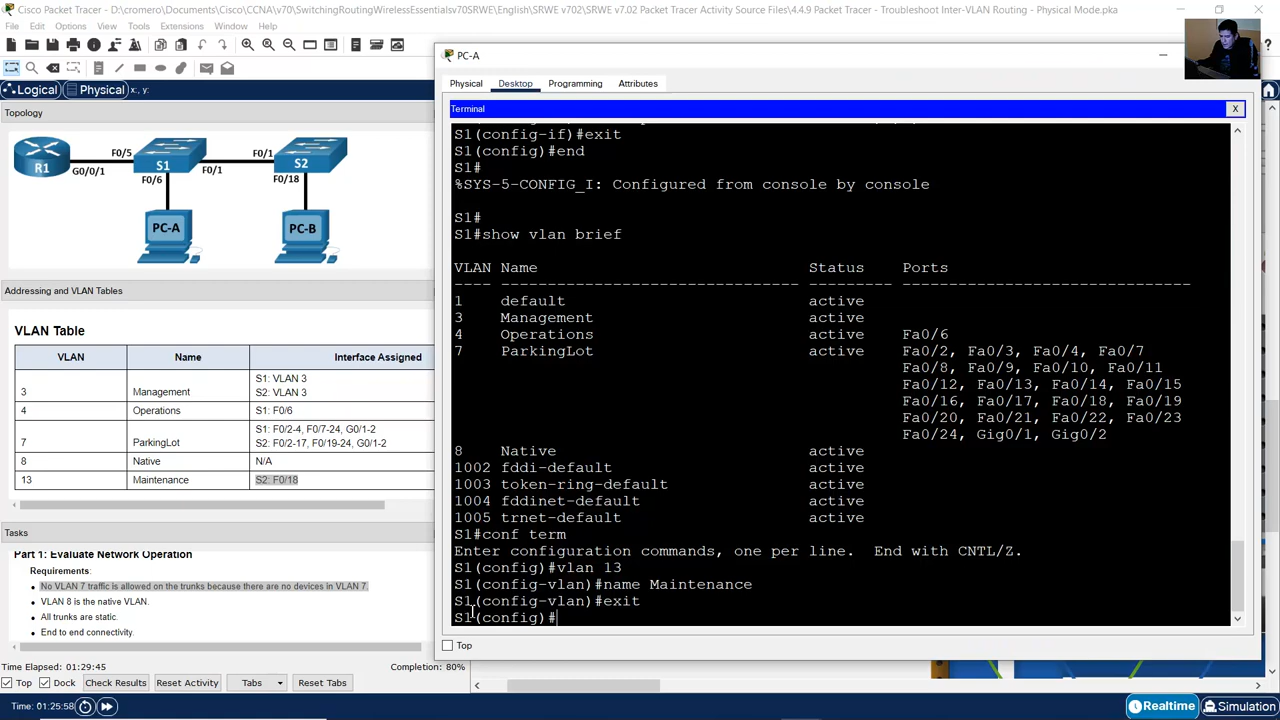 Cisco Packet Tracer - D:\cromero\Documents\Cisco\CCNA\v70\SwitchingRoutingWirelessEssentialsv70SRWE\English\SRWE v702\SRWE v7.02 Packet Tracer Activity Source Files\4.4.9 Packet Tracer - Troubleshoot Inter-VLAN Routing - Physical Mode.pka
File Edit Options View Tools Extensions Window Help
Logical Physical x: y:
Topology
R1
G0/0/1
F0/5
S1
F0/6
F0/1
F0/1
S2
F0/18
PC-A
PC-B
Addressing and VLAN Tables
VLAN Table
VLAN Name Interface Assigned
3 Management S1: VLAN 3
S2: VLAN 3
4 Operations S1: F0/6
7 ParkingLot S1: F0/2-4, F0/7-24, G0/1-2
S2: F0/2-17, F0/19-24, G0/1-2
8 Native N/A
13 Maintenance S2: F0/18
Tasks
Part 1: Evaluate Network Operation
Requirements:
No VLAN 7 traffic is allowed on the trunks because there are no devices in VLAN 7.
VLAN 8 is the native VLAN.
All trunks are static.
End to end connectivity.
Time Elapsed: 01:29:45 Completion: 80%
Top Dock Check Results Reset Activity Tabs Reset Tabs
Time: 01:25:58
Realtime Simulation
PC-A
Physical Desktop Programming Attributes
Terminal X
S1(config-if)#exit
S1(config)#end
S1#
%SYS-5-CONFIG_I: Configured from console by console
S1#
S1#show vlan brief
VLAN Name Status Ports
---- -------------------------------- --------- -------------------------------
1 default active
3 Management active
4 Operations active Fa0/6
7 ParkingLot active Fa0/2, Fa0/3, Fa0/4, Fa0/7
Fa0/8, Fa0/9, Fa0/10, Fa0/11
Fa0/12, Fa0/13, Fa0/14, Fa0/15
Fa0/16, Fa0/17, Fa0/18, Fa0/19
Fa0/20, Fa0/21, Fa0/22, Fa0/23
Fa0/24, Gig0/1, Gig0/2
8 Native active
1002 fddi-default active
1003 token-ring-default active
1004 fddinet-default active
1005 trnet-default active
S1#conf term
Enter configuration commands, one per line. End with CNTL/Z.
S1(config)#vlan 13
S1(config-vlan)#name Maintenance
S1(config-vlan)#exit
S1(config)#
Top